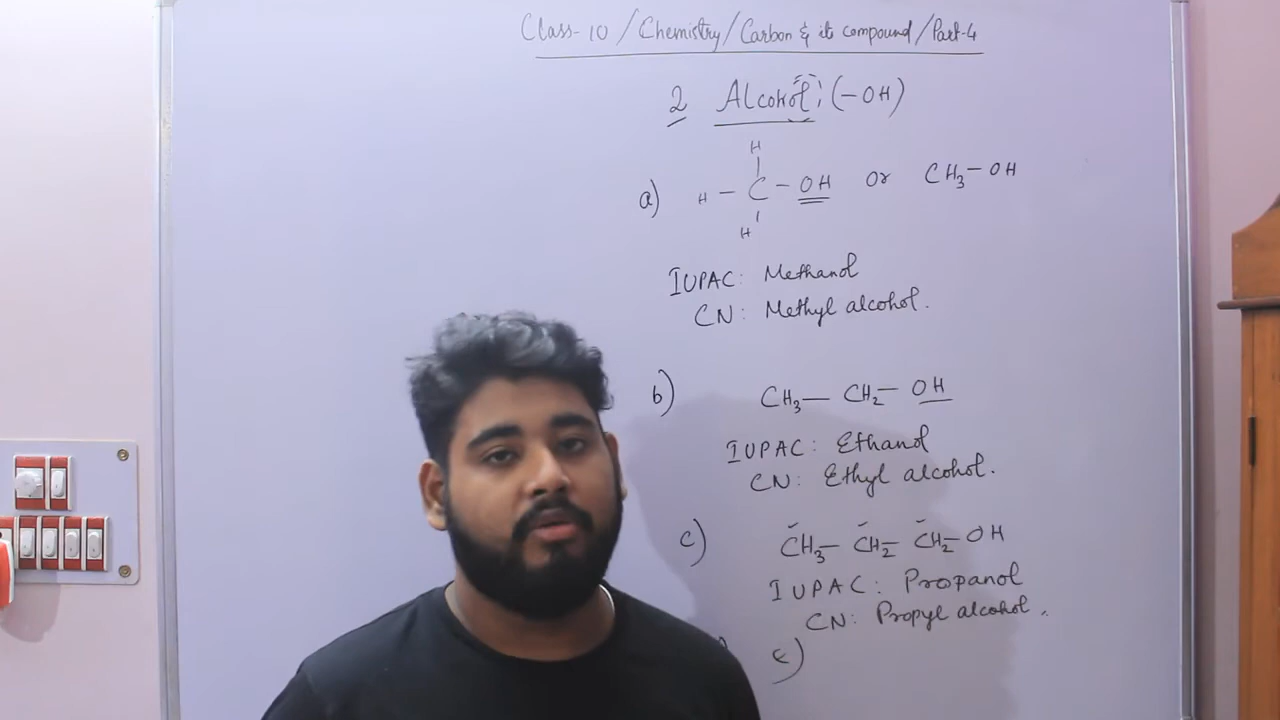 Class-10 / Chemistry / Carbon & it compound / Part-4
2 Alcohol: (-OH)
H
a) H - C - OH Or CH3-OH
H
IUPAC: Methanol
CN: Methyl alcohol.
b) CH3- CH2- OH
IUPAC: Ethanol
CN: Ethyl alcohol.
c) CH3- CH2- CH2- OH
IUPAC: Propanol
CN: Propyl alcohol.